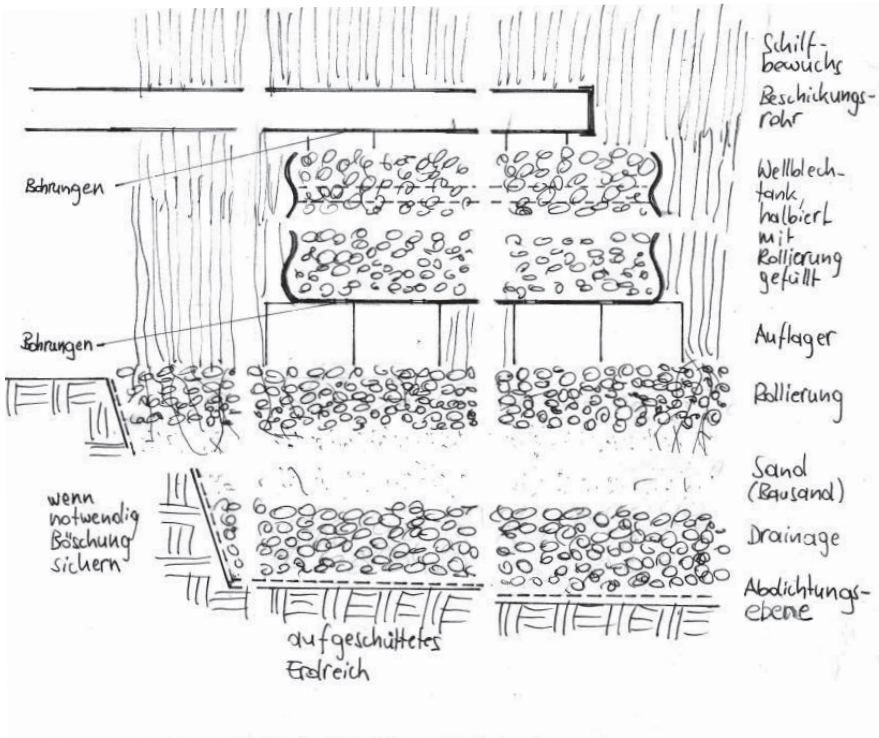 Schilf-
bewuchs
Beschickungs-
rohr
Bohrungen
Wellblech-
tank,
halbiert
mit
Rollierung
gefüllt
Bohrungen
Auflager
Rollierung
Sand
(Bausand)
wenn
notwendig
Böschung
sichern
Drainage
Abdichtungs-
ebene
aufgeschüttetes
Erdreich